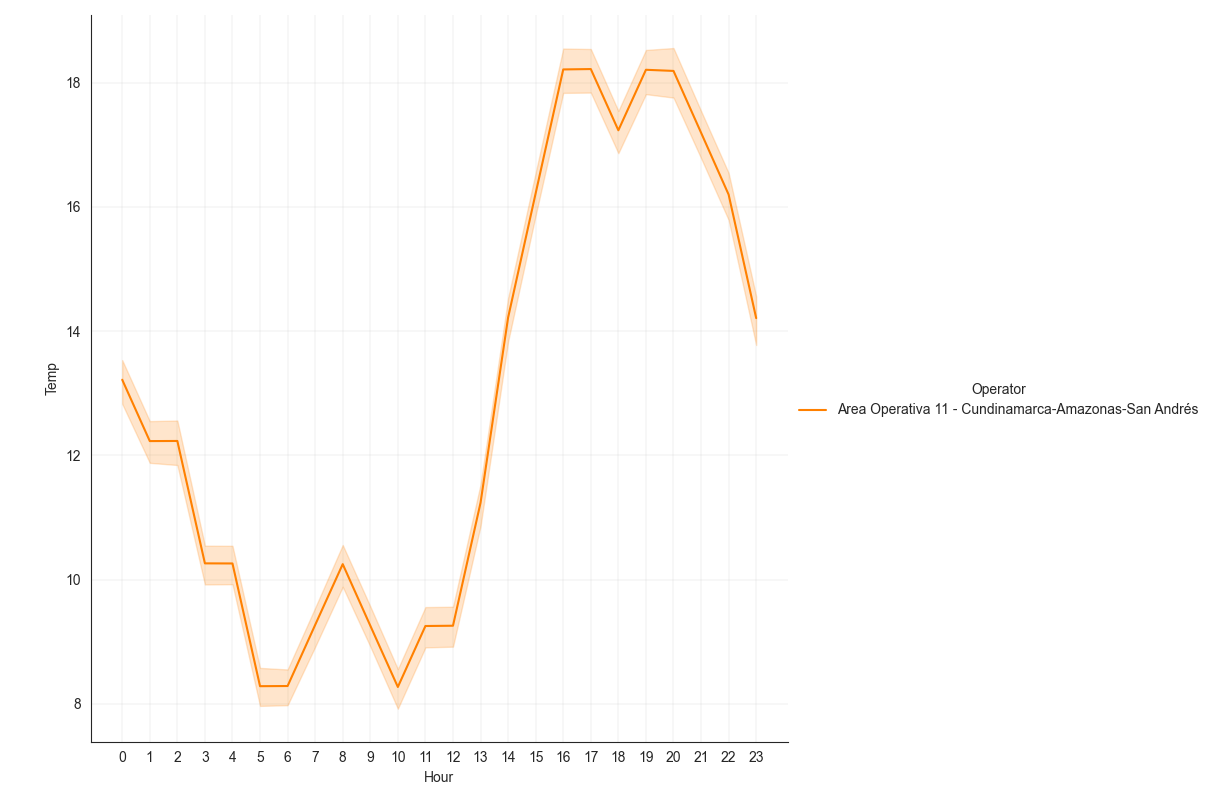 18
16
14
12
10
8
Temp
0 1 2 3 4 5 6 7 8 9 10 11 12 13 14 15 16 17 18 19 20 21 22 23
Hour
Operator
Area Operativa 11 - Cundinamarca-Amazonas-San Andrés